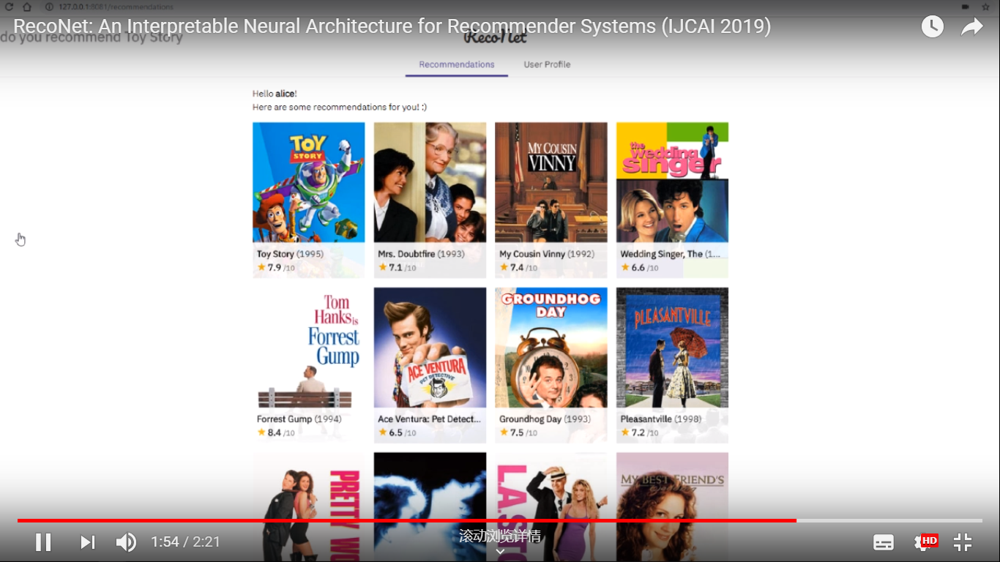 127.0.0.1:8081/recommendations
RecoNet: An Interpretable Neural Architecture for Recommender Systems (IJCAI 2019)
do you recommend Toy Story
RecoNet
Recommendations User Profile
Hello alice!
Here are some recommendations for you! :)
TOY
STORY
MY COUSIN
VINNY
the
wedding
singer
Toy Story (1995)
7.9 /10
Mrs. Doubtfire (1993)
7.1 /10
My Cousin Vinny (1992)
7.4 /10
Wedding Singer, The (1...
6.6 /10
Tom
Hanks is
Forrest
Gump
ACE VENTURA
PET DETECTIVE
GROUNDHOG
DAY
PLEASANTVILLE
Forrest Gump (1994)
8.4 /10
Ace Ventura: Pet Detect...
6.5 /10
Groundhog Day (1993)
7.5 /10
Pleasantville (1998)
7.2 /10
PRETTY WO
L.A. STO
MY BEST FRIEND'S
滚动浏览详情
1:54 / 2:21
HD